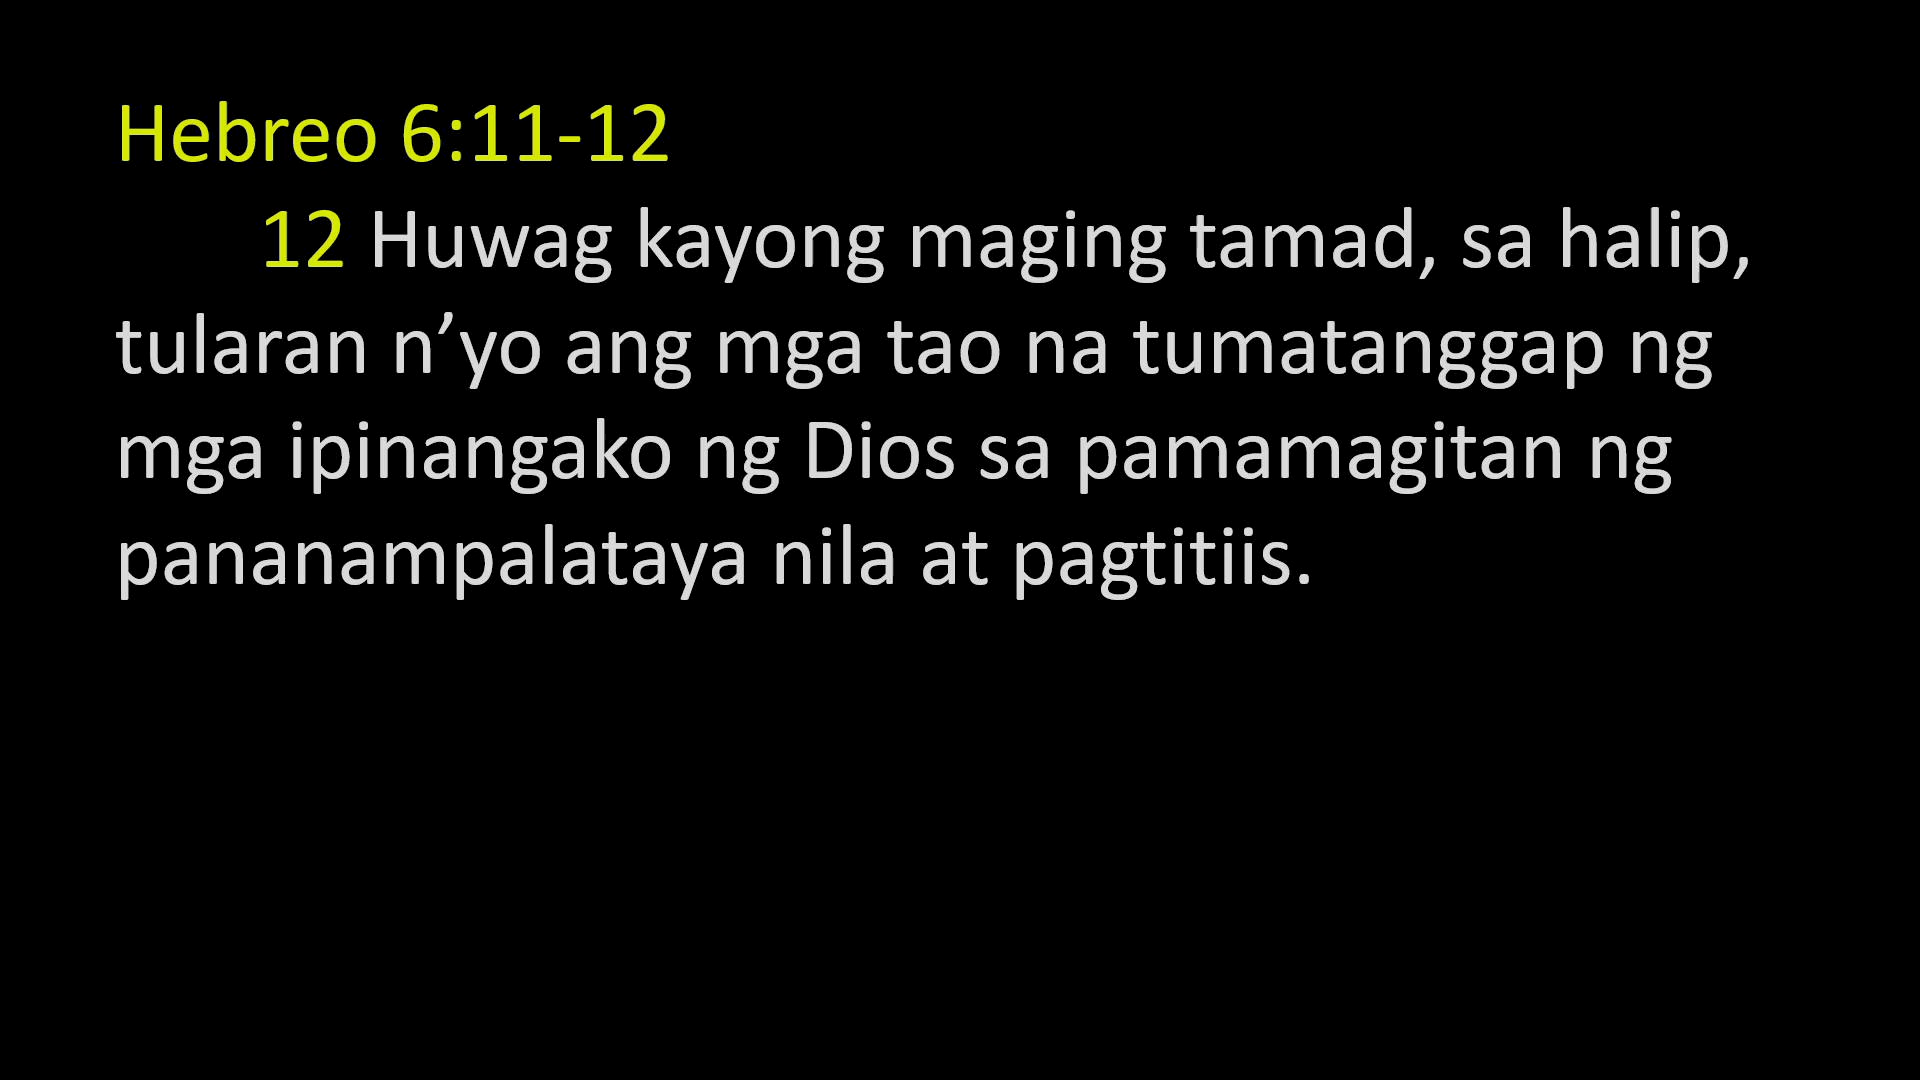 Hebreo 6:11-12
12 Huwag kayong maging tamad, sa halip,
tularan n’yo ang mga tao na tumatanggap ng
mga ipinangako ng Dios sa pamamagitan ng
pananampalataya nila at pagtitiis.